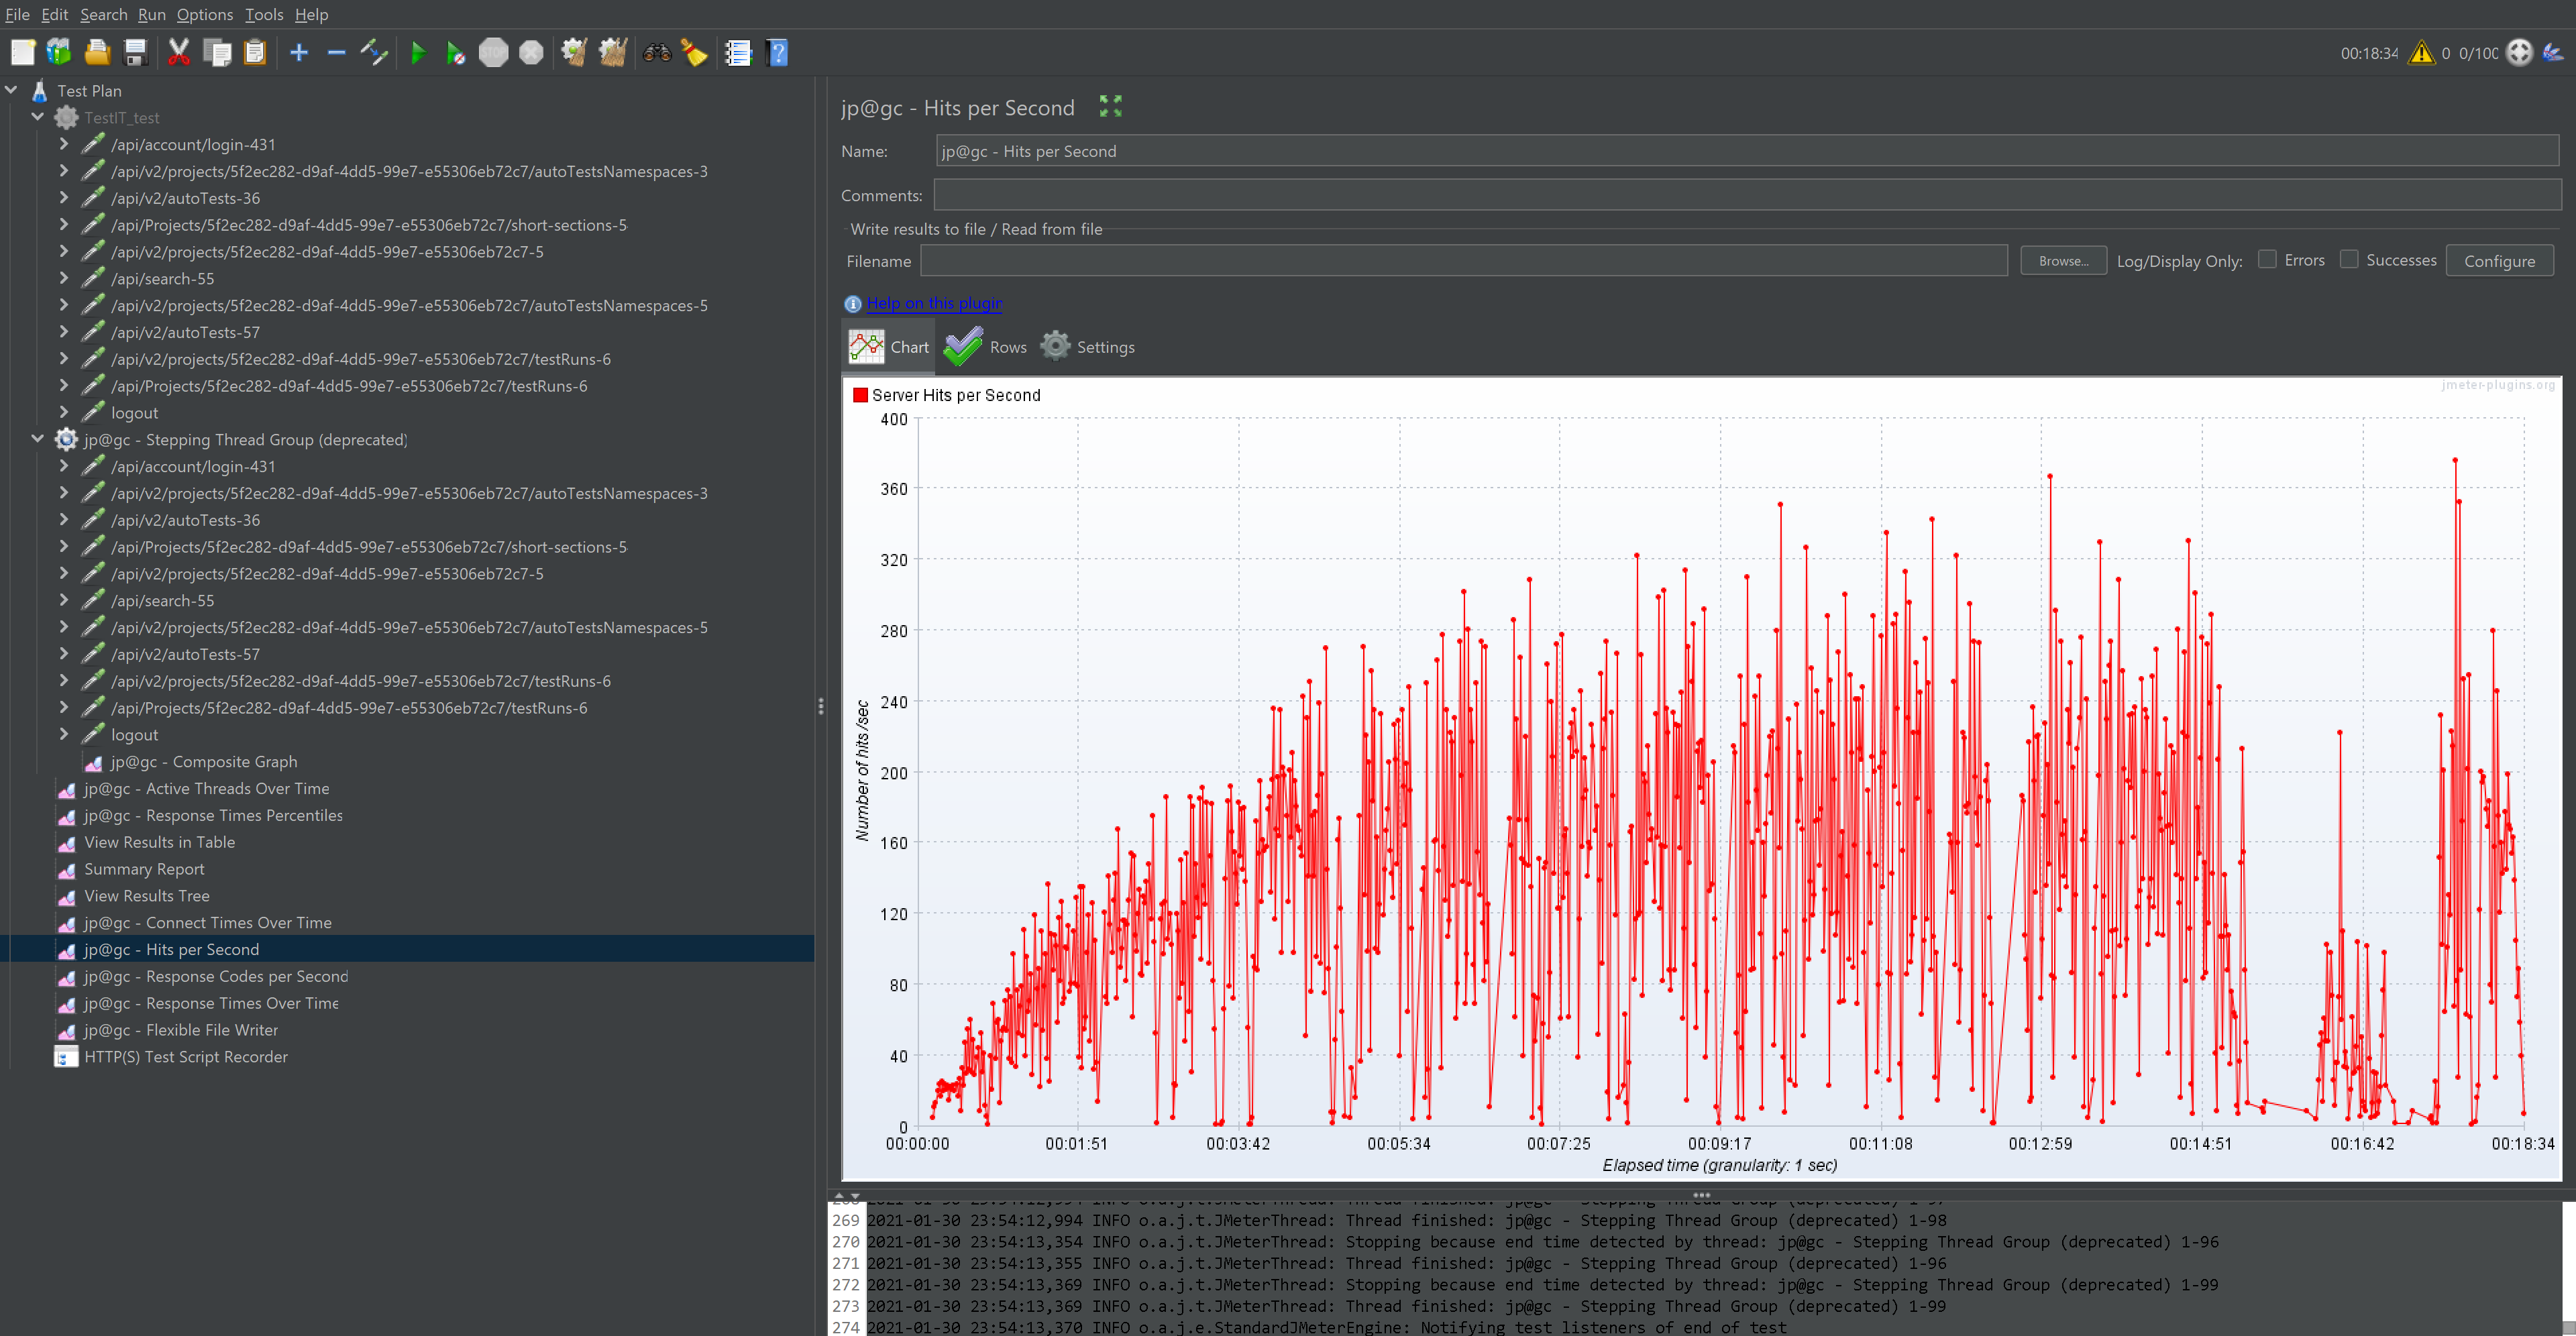 File Edit Search Run Options Tools Help
00:18:34 0 0/100
Test Plan
TestIT_test
/api/account/login-431
/api/v2/projects/5f2ec282-d9af-4dd5-99e7-e55306eb72c7/autoTestsNamespaces-3
/api/v2/autoTests-36
/api/Projects/5f2ec282-d9af-4dd5-99e7-e55306eb72c7/short-sections-5
/api/v2/projects/5f2ec282-d9af-4dd5-99e7-e55306eb72c7-5
/api/search-55
/api/v2/projects/5f2ec282-d9af-4dd5-99e7-e55306eb72c7/autoTestsNamespaces-5
/api/v2/autoTests-57
/api/v2/projects/5f2ec282-d9af-4dd5-99e7-e55306eb72c7/testRuns-6
/api/Projects/5f2ec282-d9af-4dd5-99e7-e55306eb72c7/testRuns-6
logout
jp@gc - Stepping Thread Group (deprecated)
/api/account/login-431
/api/v2/projects/5f2ec282-d9af-4dd5-99e7-e55306eb72c7/autoTestsNamespaces-3
/api/v2/autoTests-36
/api/Projects/5f2ec282-d9af-4dd5-99e7-e55306eb72c7/short-sections-5
/api/v2/projects/5f2ec282-d9af-4dd5-99e7-e55306eb72c7-5
/api/search-55
/api/v2/projects/5f2ec282-d9af-4dd5-99e7-e55306eb72c7/autoTestsNamespaces-5
/api/v2/autoTests-57
/api/v2/projects/5f2ec282-d9af-4dd5-99e7-e55306eb72c7/testRuns-6
/api/Projects/5f2ec282-d9af-4dd5-99e7-e55306eb72c7/testRuns-6
logout
jp@gc - Composite Graph
jp@gc - Active Threads Over Time
jp@gc - Response Times Percentiles
View Results in Table
Summary Report
View Results Tree
jp@gc - Connect Times Over Time
jp@gc - Hits per Second
jp@gc - Response Codes per Second
jp@gc - Response Times Over Time
jp@gc - Flexible File Writer
HTTP(S) Test Script Recorder
jp@gc - Hits per Second
Name: jp@gc - Hits per Second
Comments:
Write results to file / Read from file
Filename Browse... Log/Display Only: Errors Successes Configure
Help on this plugin
Chart Rows Settings
jmeter-plugins.org
Server Hits per Second
400
360
320
280
240
200
160
120
80
40
0
Number of hits /sec
00:00:00 00:01:51 00:03:42 00:05:34 00:07:25 00:09:17 00:11:08 00:12:59 00:14:51 00:16:42 00:18:34
Elapsed time (granularity: 1 sec)
269 2021-01-30 23:54:12,994 INFO o.a.j.t.JMeterThread: Thread finished: jp@gc - Stepping Thread Group (deprecated) 1-98
270 2021-01-30 23:54:13,354 INFO o.a.j.t.JMeterThread: Stopping because end time detected by thread: jp@gc - Stepping Thread Group (deprecated) 1-96
271 2021-01-30 23:54:13,355 INFO o.a.j.t.JMeterThread: Thread finished: jp@gc - Stepping Thread Group (deprecated) 1-96
272 2021-01-30 23:54:13,369 INFO o.a.j.t.JMeterThread: Stopping because end time detected by thread: jp@gc - Stepping Thread Group (deprecated) 1-99
273 2021-01-30 23:54:13,369 INFO o.a.j.t.JMeterThread: Thread finished: jp@gc - Stepping Thread Group (deprecated) 1-99
274 2021-01-30 23:54:13,370 INFO o.a.j.e.StandardJMeterEngine: Notifying test listeners of end of test